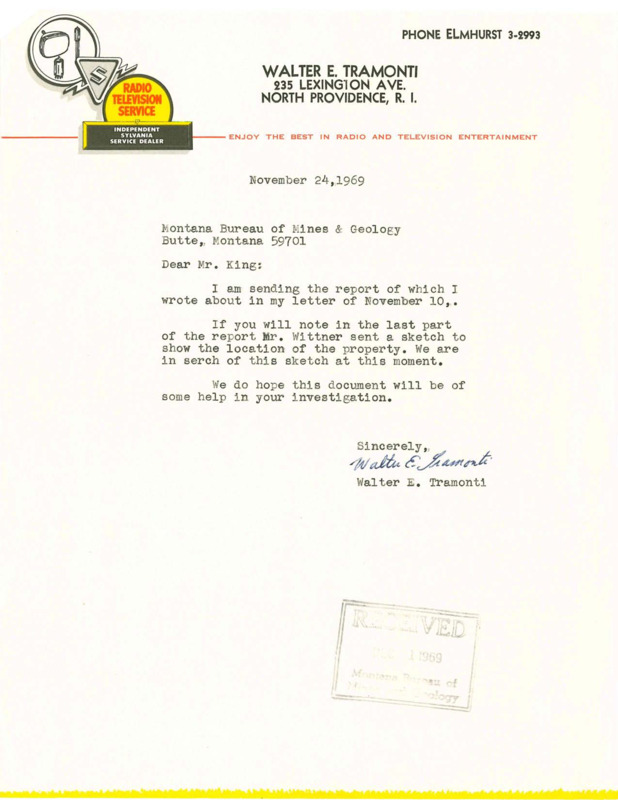 PHONE ELMHURST 3-2993
WALTER E. TRAMONTI
235 LEXINGTON AVE.
NORTH PROVIDENCE, R. I.
S
RADIO
TELEVISION
SERVICE
INDEPENDENT
SYLVANIA
SERVICE DEALER
ENJOY THE BEST IN RADIO AND TELEVISION ENTERTAINMENT
November 24,1969
Montana Bureau of Mines & Geology
Butte, Montana 59701
Dear Mr. King:
I am sending the report of which I
wrote about in my letter of November 10,.
If you will note in the last part
of the report Mr. Wittner sent a sketch to
show the location of the property. We are
in serch of this sketch at this moment.
We do hope this document will be of
some help in your investigation.
Sincerely,
Walter E. Tramonti
Walter E. Tramonti
RECEIVED
1 1969
Montana Bureau of